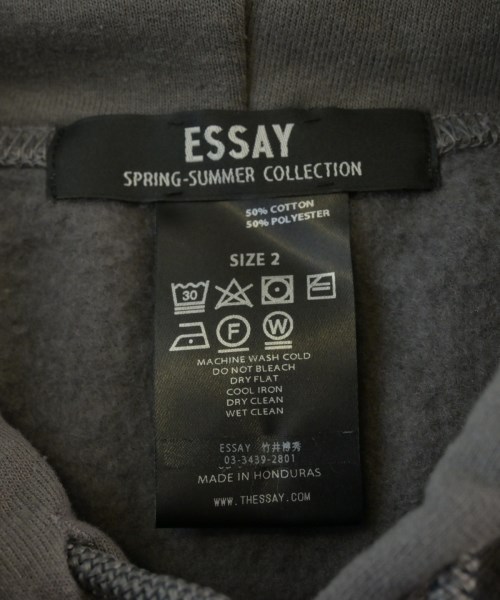 ESSAY
SPRING-SUMMER COLLECTION
50% COTTON
50% POLYESTER
SIZE 2
30
F W
MACHINE WASH COLD
DO NOT BLEACH
DRY FLAT
COOL IRON
DRY CLEAN
WET CLEAN
ESSAY 竹井博秀
03-3439-2801
MADE IN HONDURAS
WWW.THESSAY.COM